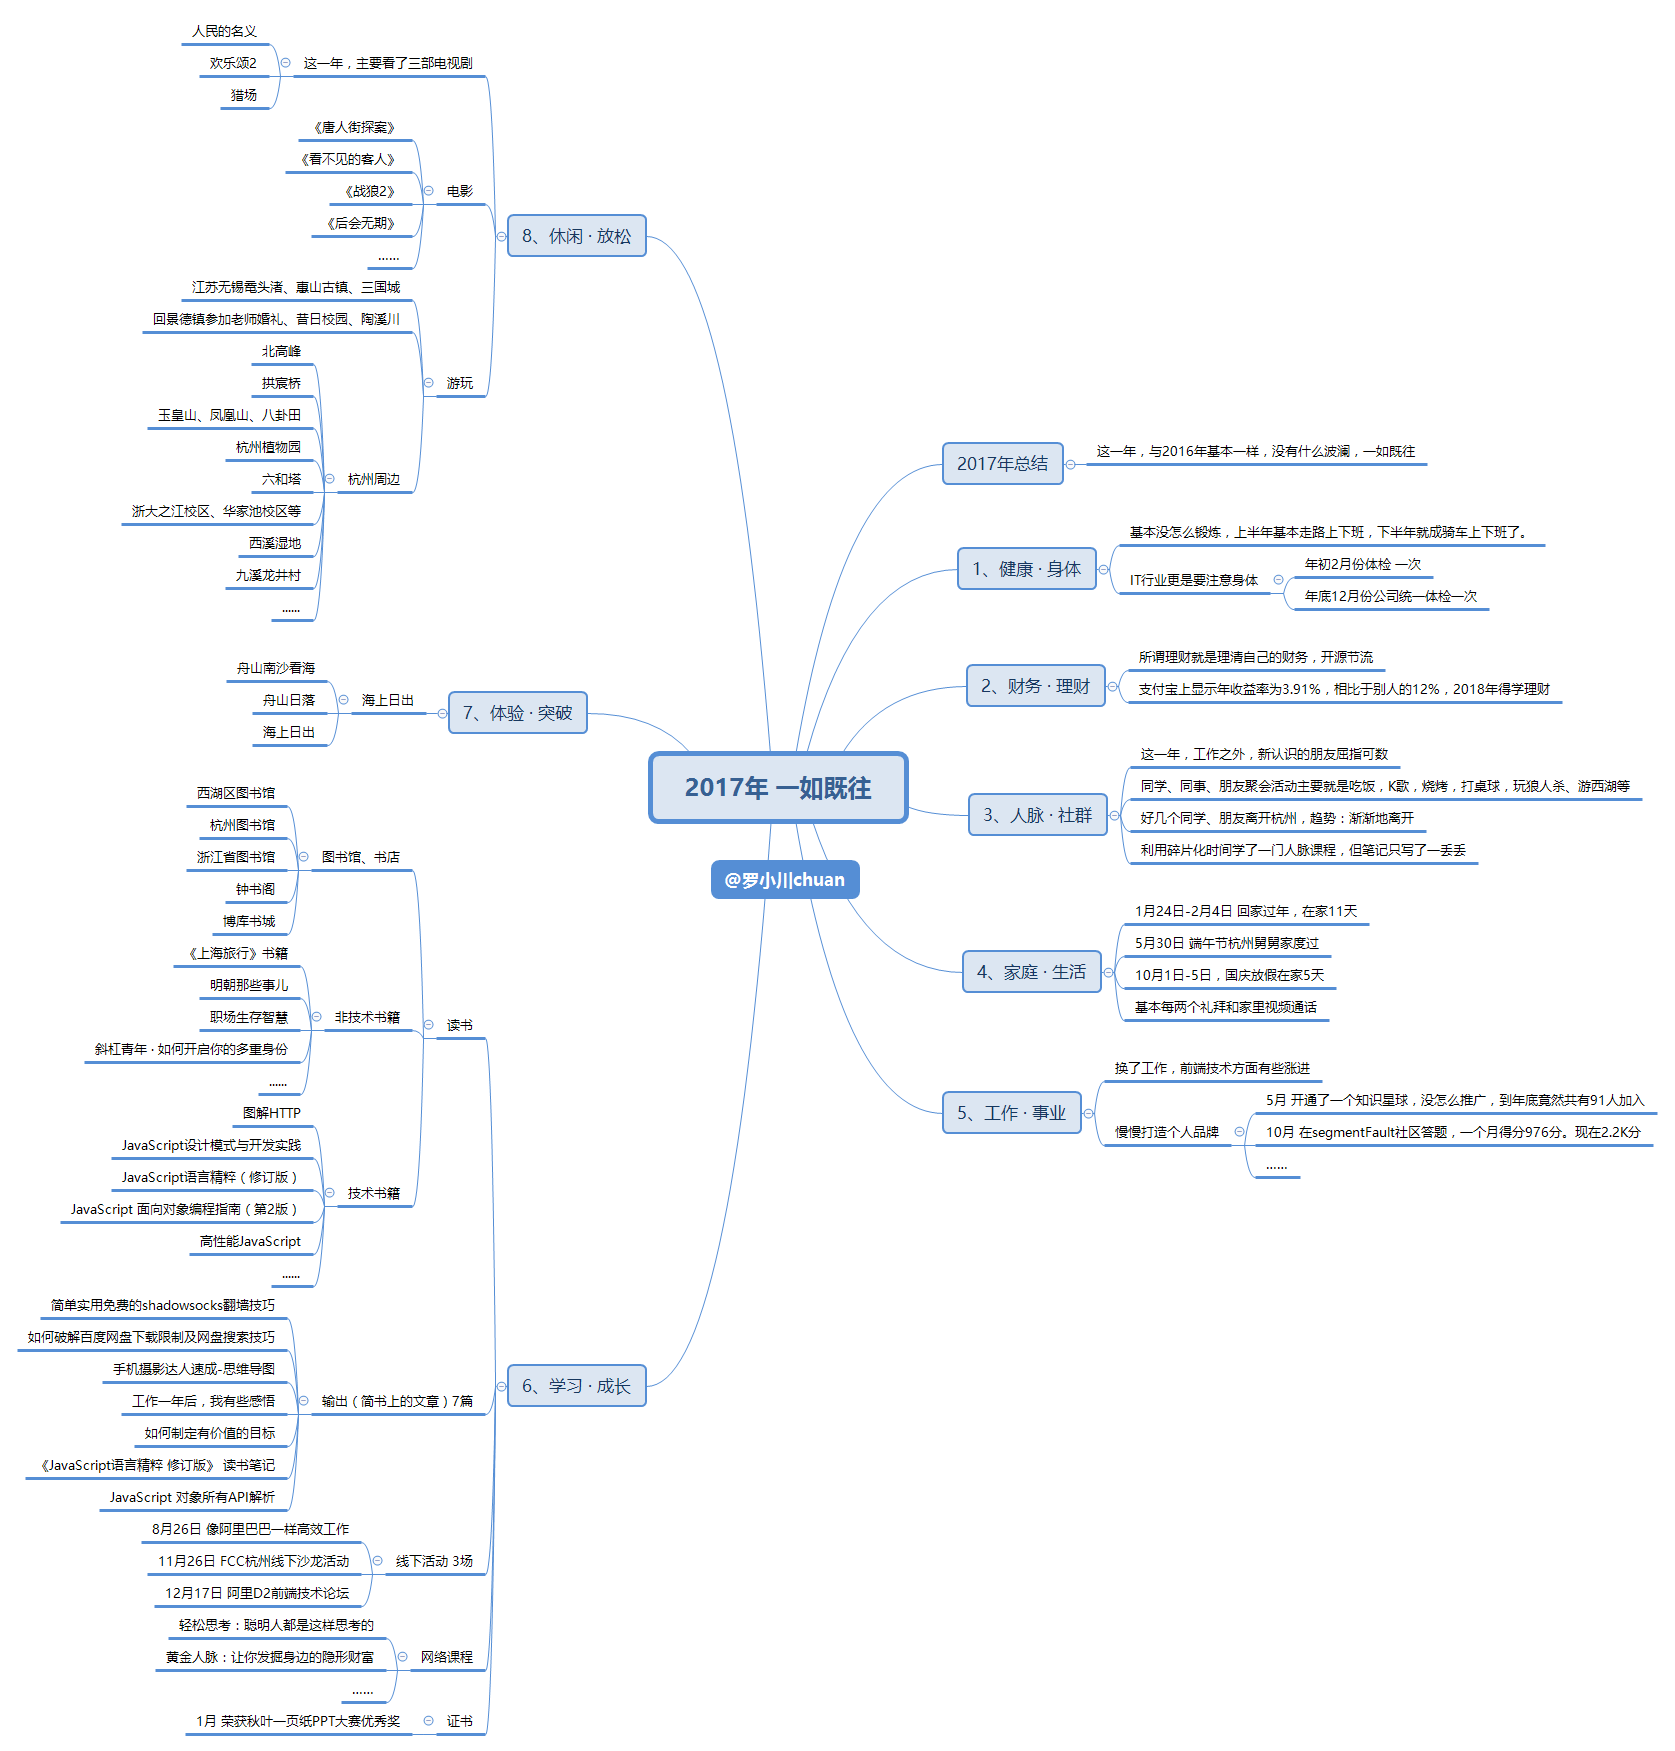 2017年 一如既往
@罗小川chuan
2017年总结
这一年，与2016年基本一样，没有什么波澜，一如既往
1、健康 · 身体
基本没怎么锻炼，上半年基本走路上下班，下半年就成骑车上下班了。
IT行业更是要注意身体
年初2月份体检 一次
年底12月份公司统一体检一次
2、财务 · 理财
所谓理财就是理清自己的财务，开源节流
支付宝上显示年收益率为3.91%，相比于别人的12%，2018年得学理财
3、人脉 · 社群
这一年，工作之外，新认识的朋友屈指可数
同学、同事、朋友聚会活动主要就是吃饭，K歌，烧烤，打桌球，玩狼人杀、游西湖等
好几个同学、朋友离开杭州，趋势：渐渐地离开
利用碎片化时间学了一门人脉课程，但笔记只写了一丢丢
4、家庭 · 生活
1月24日-2月4日 回家过年，在家11天
5月30日 端午节杭州舅舅家度过
10月1日-5日，国庆放假在家5天
基本每两个礼拜和家里视频通话
5、工作 · 事业
换了工作，前端技术方面有些涨进
慢慢打造个人品牌
5月 开通了一个知识星球，没怎么推广，到年底竟然共有91人加入
10月 在segmentFault社区答题，一个月得分976分。现在2.2K分
……
6、学习 · 成长
读书
图书馆、书店
西湖区图书馆
杭州图书馆
浙江省图书馆
钟书阁
博库书城
非技术书籍
《上海旅行》书籍
明朝那些事儿
职场生存智慧
斜杠青年 · 如何开启你的多重身份
……
技术书籍
图解HTTP
JavaScript设计模式与开发实践
JavaScript语言精粹（修订版）
JavaScript 面向对象编程指南（第2版）
高性能JavaScript
……
输出（简书上的文章）7篇
简单实用免费的shadowsocks翻墙技巧
如何破解百度网盘下载限制及网盘搜索技巧
手机摄影达人速成-思维导图
工作一年后，我有些感悟
如何制定有价值的目标
《JavaScript语言精粹 修订版》 读书笔记
JavaScript 对象所有API解析
线下活动 3场
8月26日 像阿里巴巴一样高效工作
11月26日 FCC杭州线下沙龙活动
12月17日 阿里D2前端技术论坛
网络课程
轻松思考：聪明人都是这样思考的
黄金人脉：让你发掘身边的隐形财富
……
证书
1月 荣获秋叶一页纸PPT大赛优秀奖
7、体验 · 突破
海上日出
舟山南沙看海
舟山日落
海上日出
8、休闲 · 放松
这一年，主要看了三部电视剧
人民的名义
欢乐颂2
猎场
电影
《唐人街探案》
《看不见的客人》
《战狼2》
《后会无期》
……
游玩
江苏无锡鼋头渚、惠山古镇、三国城
回景德镇参加老师婚礼、昔日校园、陶溪川
杭州周边
北高峰
拱宸桥
玉皇山、凤凰山、八卦田
杭州植物园
六和塔
浙大之江校区、华家池校区等
西溪湿地
九溪龙井村
……